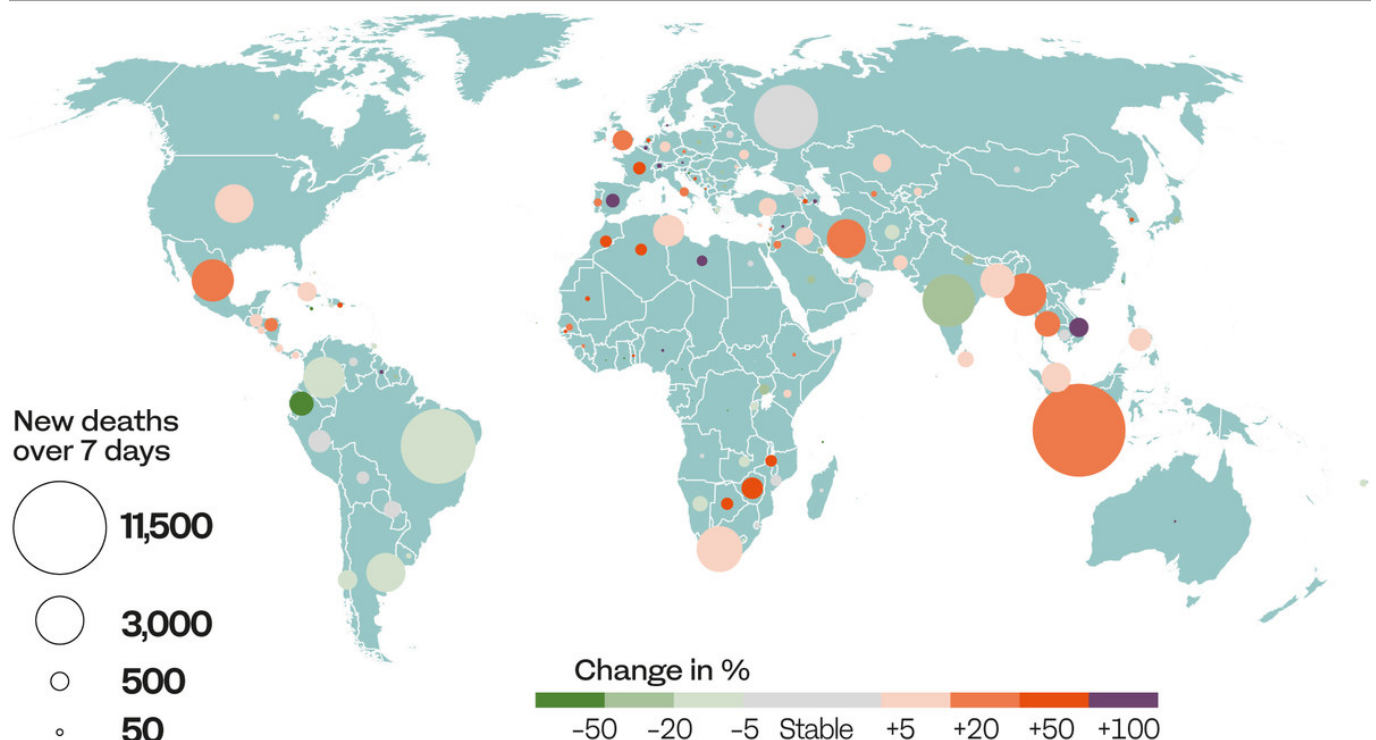 New deaths
over 7 days
11,500
3,000
500
50
Change in %
−50 −20 −5 Stable +5 +20 +50 +100